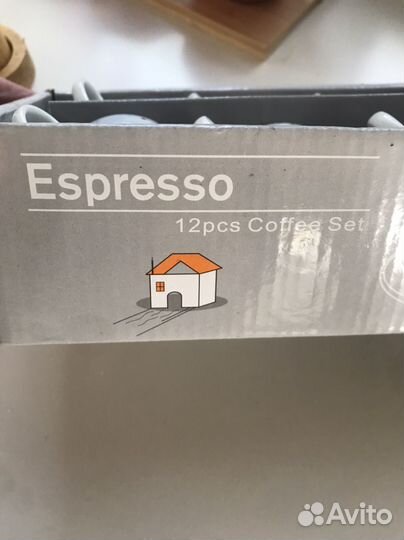 Espresso
12pcs Coffee Set
Avito